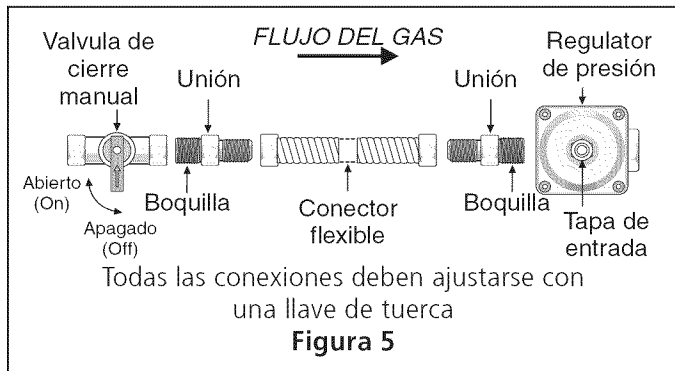 FLUJO DEL GAS
Valvula de
cierre
manual
Unión
Unión
Regulator
de presión
Abierto
(On)
Apagado
(Off)
Boquilla
Conector
flexible
Boquilla
Tapa de
entrada
Todas las conexiones deben ajustarse con
una llave de tuerca
Figura 5